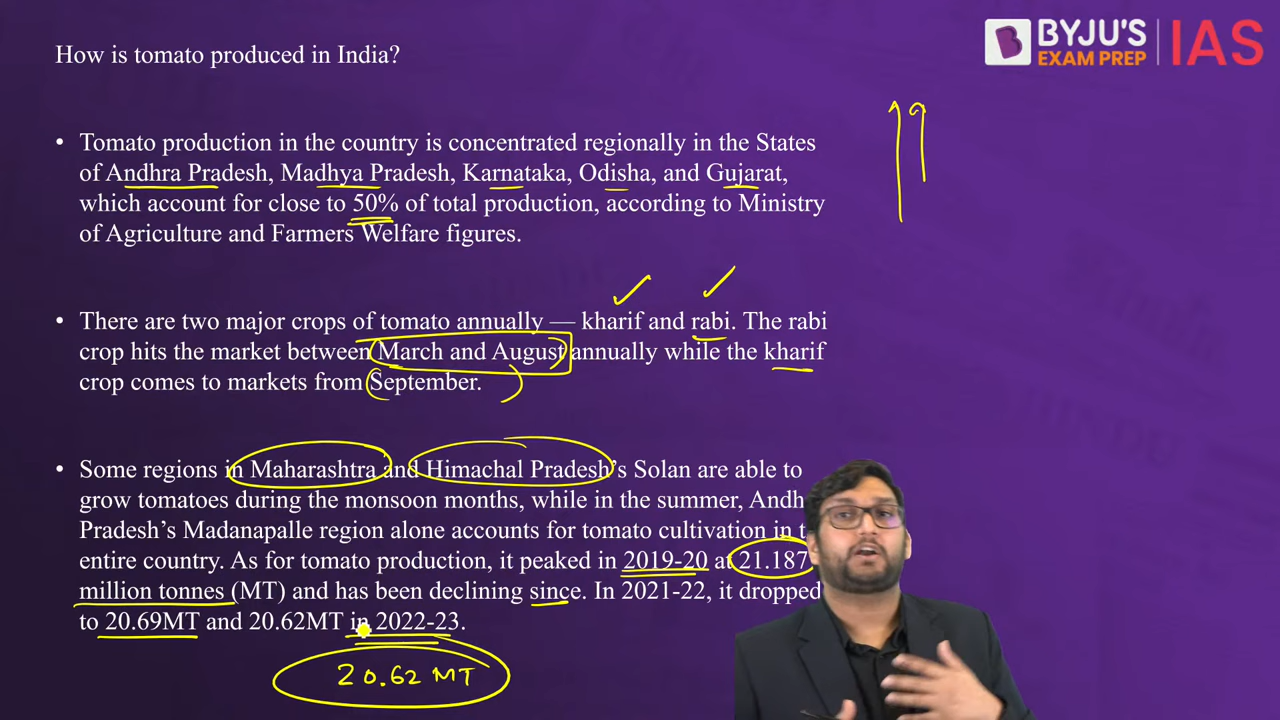 How is tomato produced in India?
BYJU'S
EXAM PREP
IAS
• Tomato production in the country is concentrated regionally in the States
of Andhra Pradesh, Madhya Pradesh, Karnataka, Odisha, and Gujarat,
which account for close to 50% of total production, according to Ministry
of Agriculture and Farmers Welfare figures.
• There are two major crops of tomato annually — kharif and rabi. The rabi
crop hits the market between March and August annually while the kharif
crop comes to markets from September.
• Some regions in Maharashtra and Himachal Pradesh's Solan are able to
grow tomatoes during the monsoon months, while in the summer, Andh
Pradesh's Madanapalle region alone accounts for tomato cultivation in t
entire country. As for tomato production, it peaked in 2019-20 at 21.187
million tonnes (MT) and has been declining since. In 2021-22, it dropped
to 20.69MT and 20.62MT in 2022-23.
20.62 MT